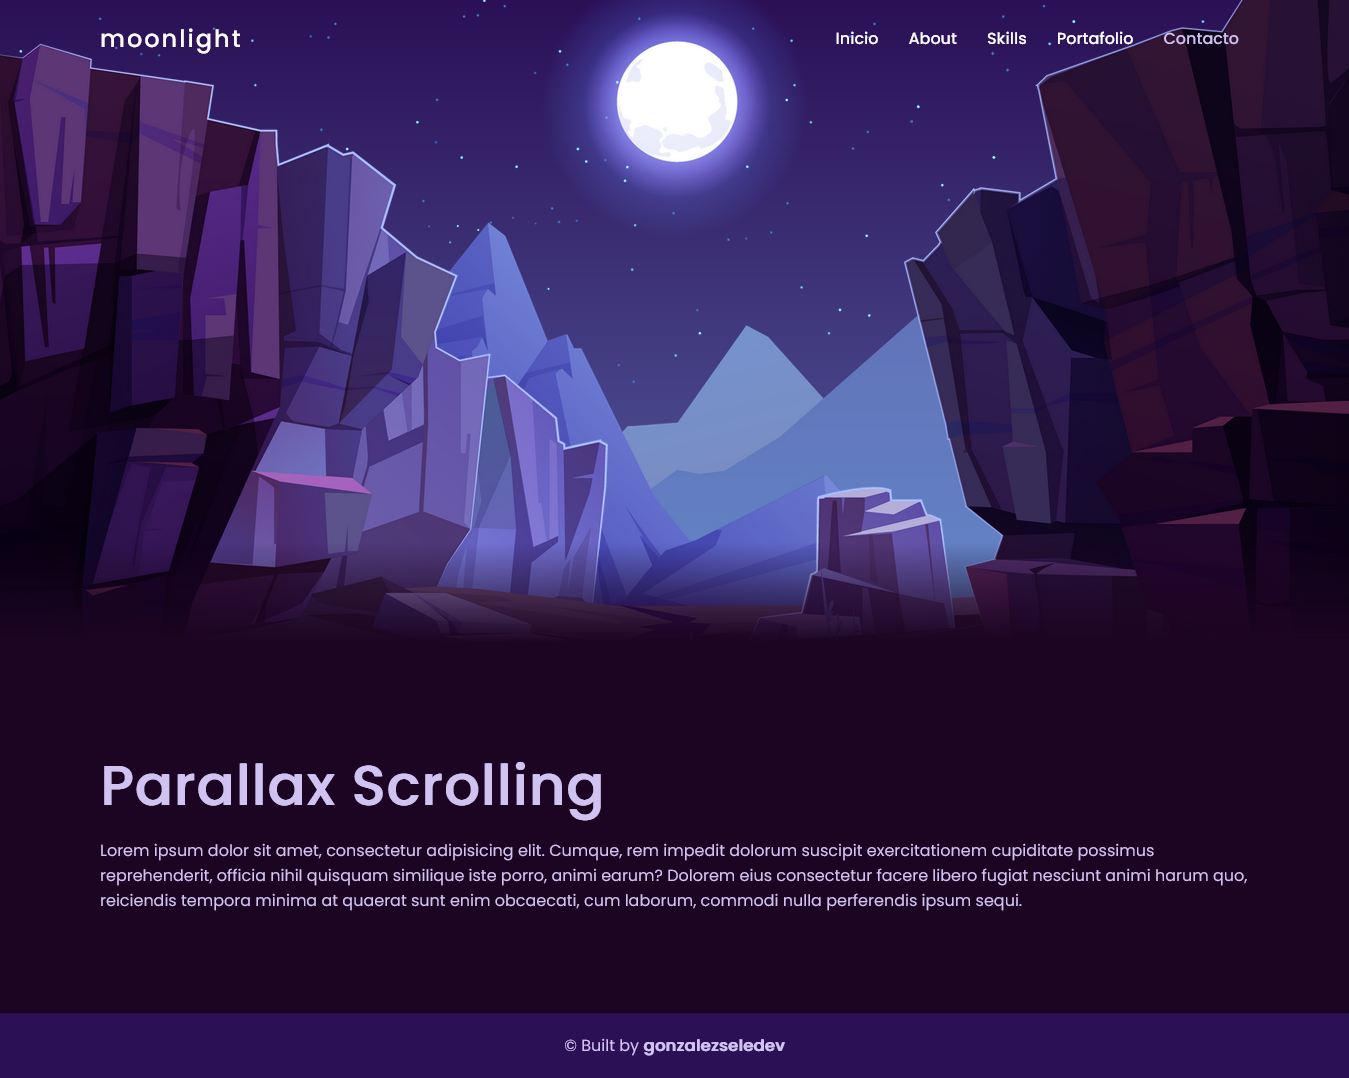 moonlight
Inicio About Skills Portafolio Contacto
Parallax Scrolling
Lorem ipsum dolor sit amet, consectetur adipisicing elit. Cumque, rem impedit dolorum suscipit exercitationem cupiditate possimus
reprehenderit, officia nihil quisquam similique iste porro, animi earum? Dolorem eius consectetur facere libero fugiat nesciunt animi harum quo,
reiciendis tempora minima at quaerat sunt enim obcaecati, cum laborum, commodi nulla perferendis ipsum sequi.
© Built by gonzalezseledev